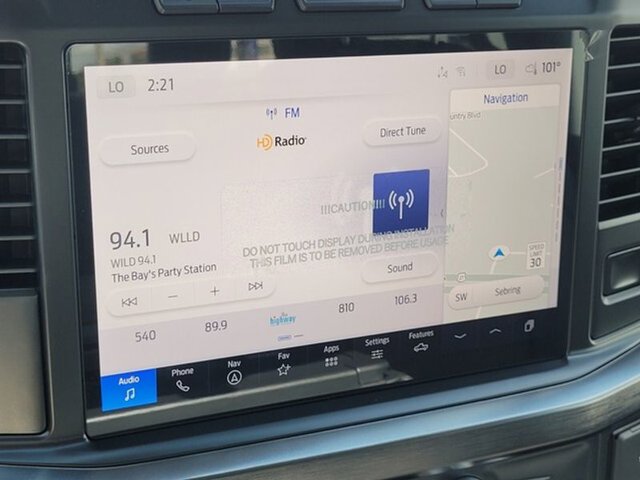 LO 2:21
LO 101°
FM
Navigation
HD Radio
Sources
Direct Tune
!!!CAUTION!!!
94.1 WLLD
DO NOT TOUCH DISPLAY DURING INSTALLATION
THIS FILM IS TO BE REMOVED BEFORE USAGE
WILD 94.1
The Bay's Party Station
Sound
SPEED
LIMIT
30
SW Sebring
540 89.9 the highway 810 106.3
Audio Phone Nav Fav Apps Settings Features